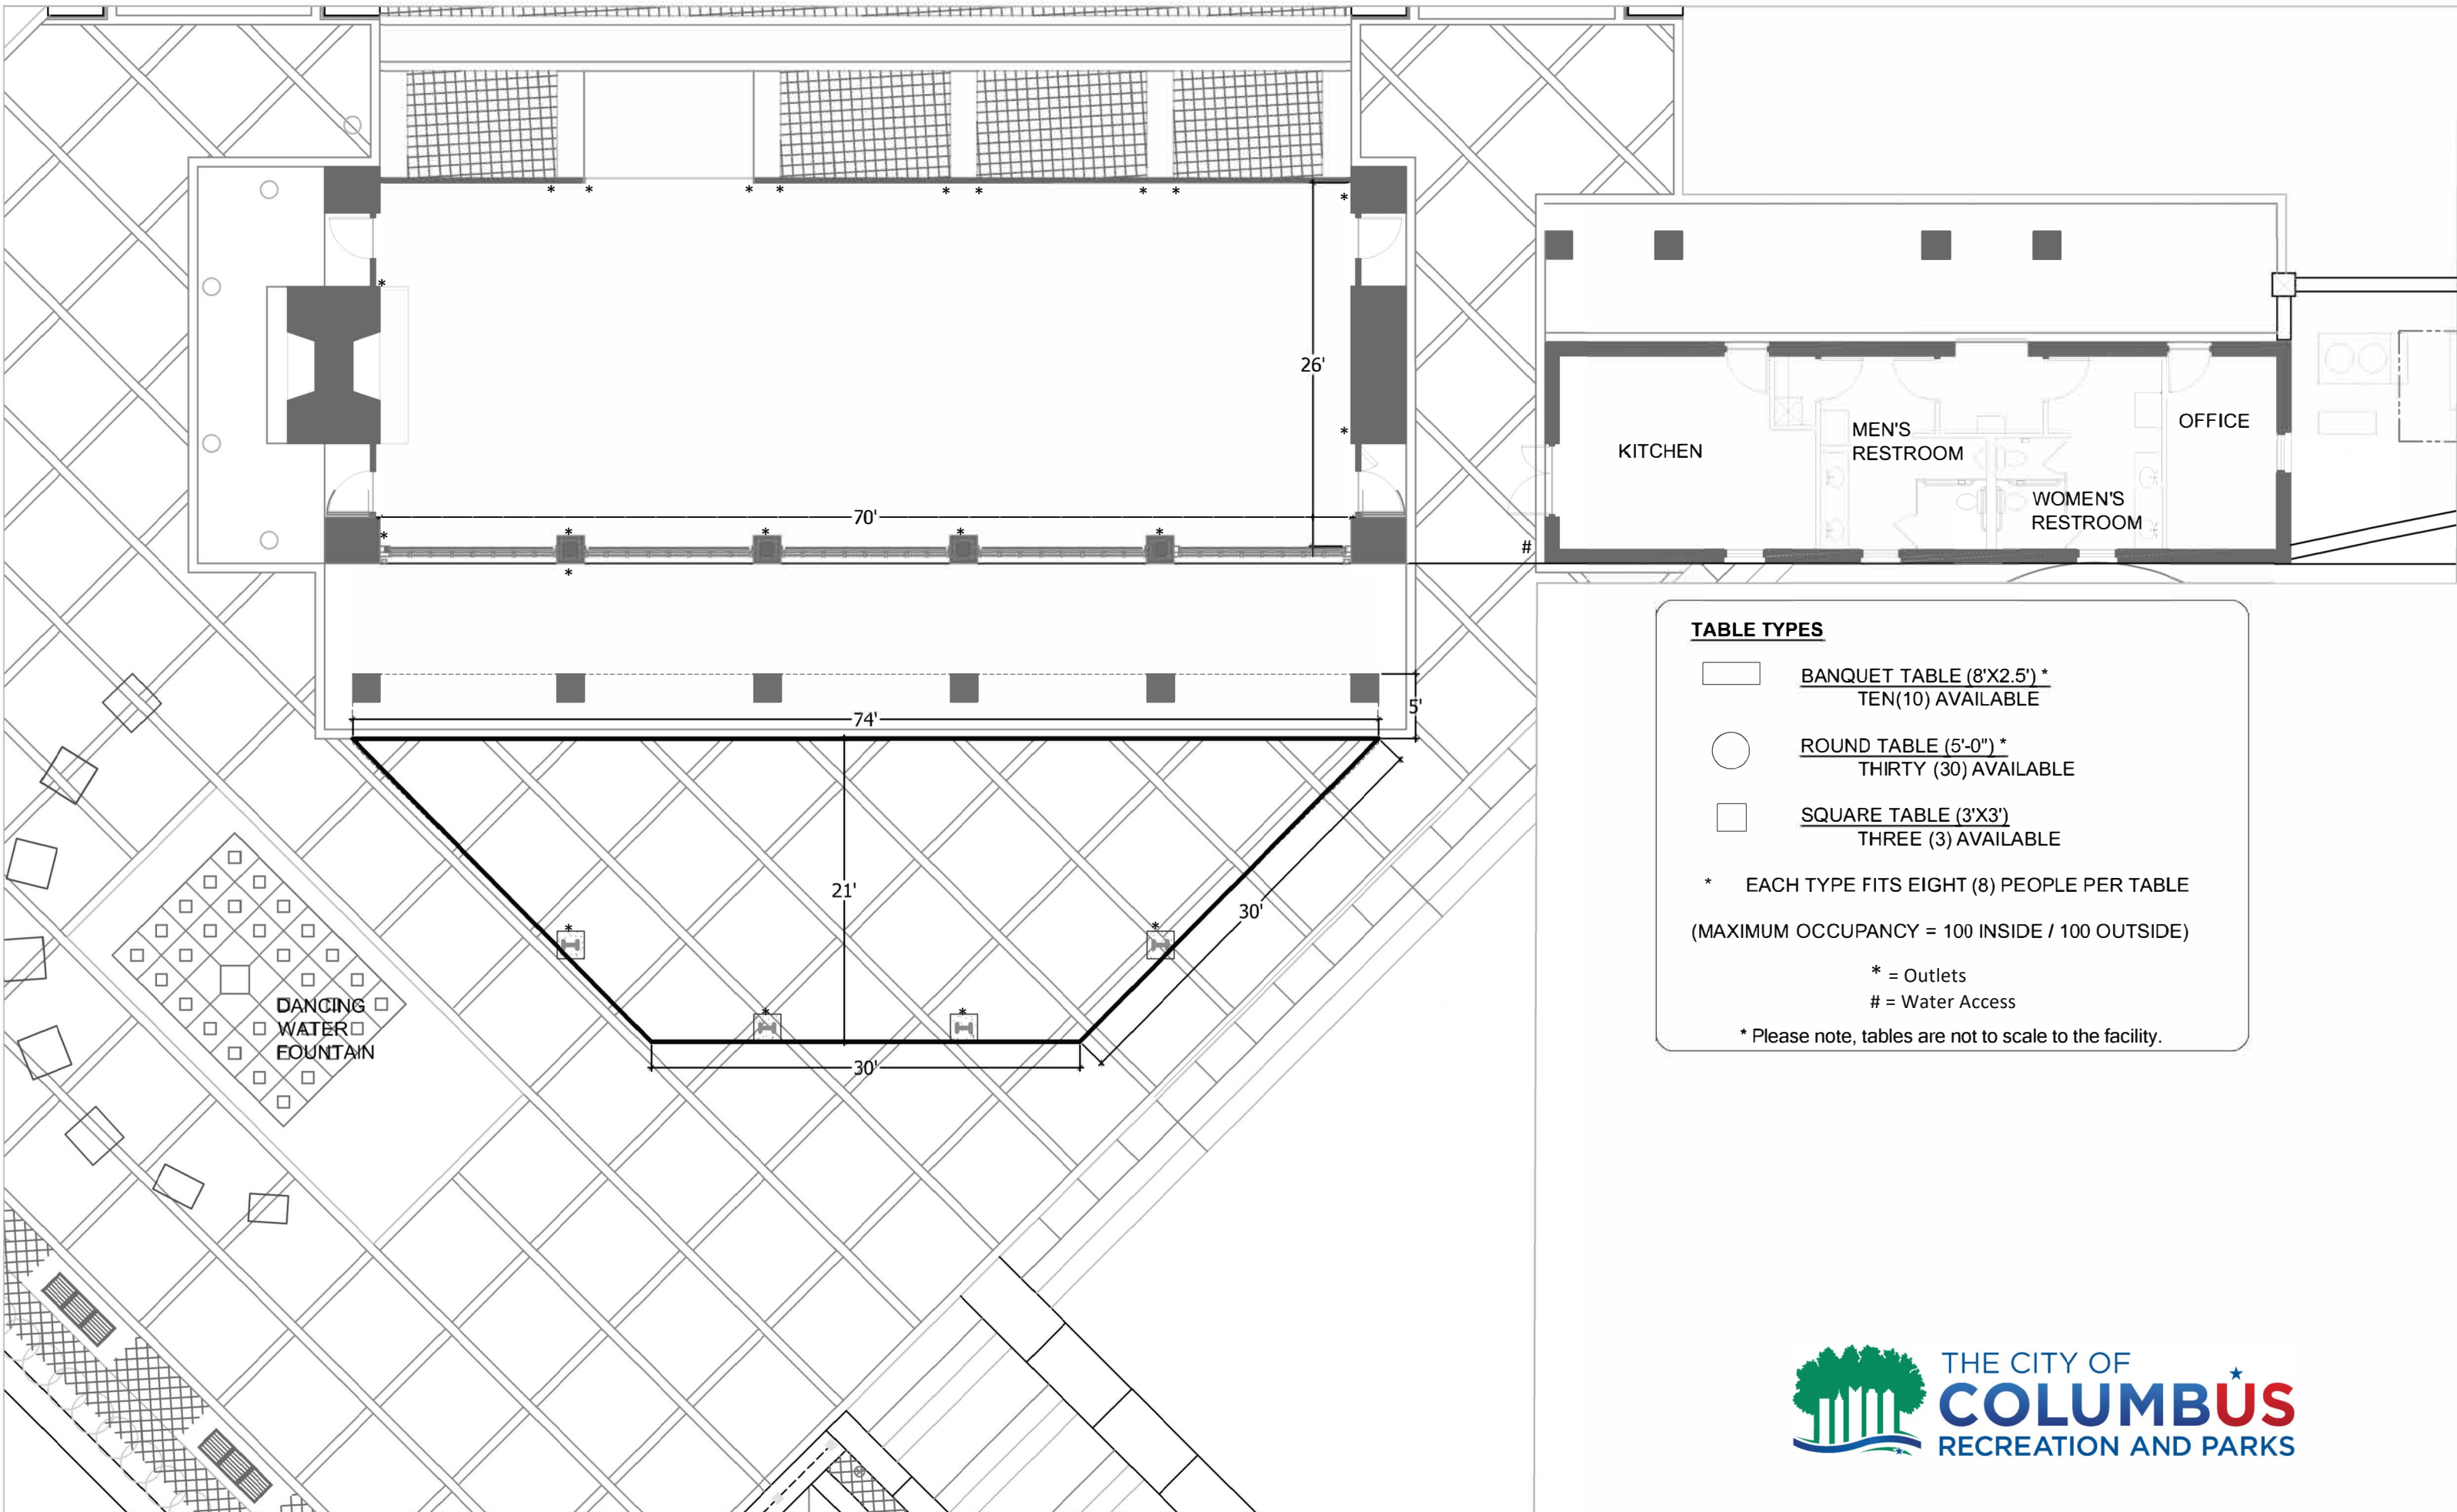 26'
70'
KITCHEN
MEN'S
RESTROOM
WOMEN'S
RESTROOM
OFFICE
#
74'
5'
21'
30'
30'
DANCING
WATER
FOUNTAIN
TABLE TYPES
BANQUET TABLE (8'X2.5') *
TEN(10) AVAILABLE
ROUND TABLE (5'-0") *
THIRTY (30) AVAILABLE
SQUARE TABLE (3'X3')
THREE (3) AVAILABLE
* EACH TYPE FITS EIGHT (8) PEOPLE PER TABLE
(MAXIMUM OCCUPANCY = 100 INSIDE / 100 OUTSIDE)
* = Outlets
# = Water Access
* Please note, tables are not to scale to the facility.
THE CITY OF
COLUMBUS
RECREATION AND PARKS